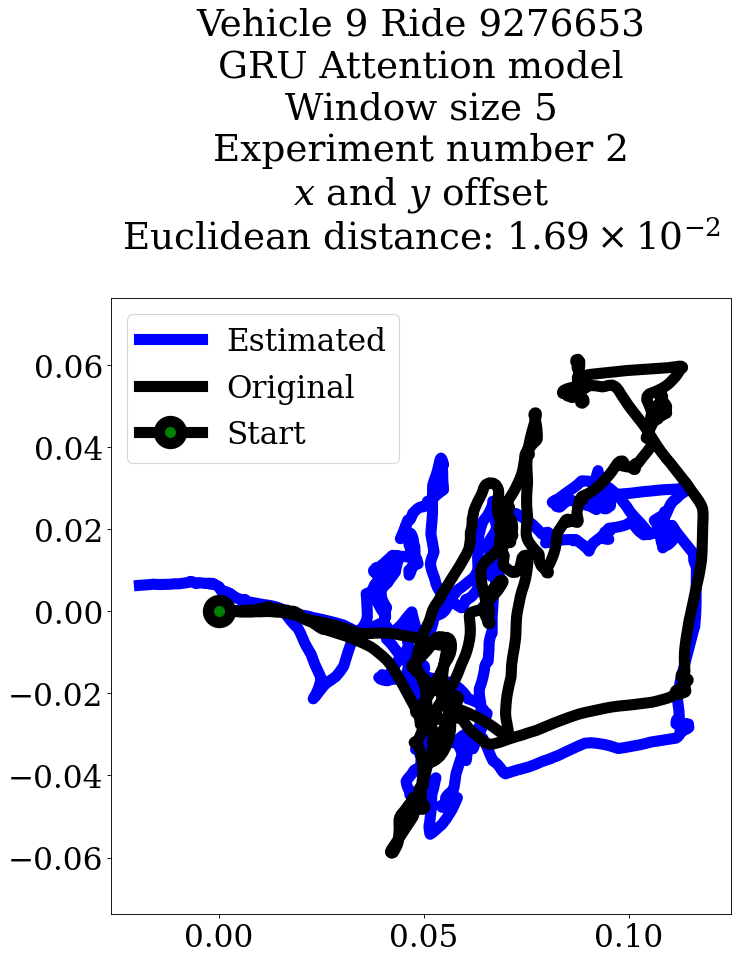 Vehicle 9 Ride 9276653
GRU Attention model
Window size 5
Experiment number 2
x and y offset
Euclidean distance: 1.69 × 10⁻²
Estimated
Original
Start
0.06
0.04
0.02
0.00
−0.02
−0.04
−0.06
0.00 0.05 0.10